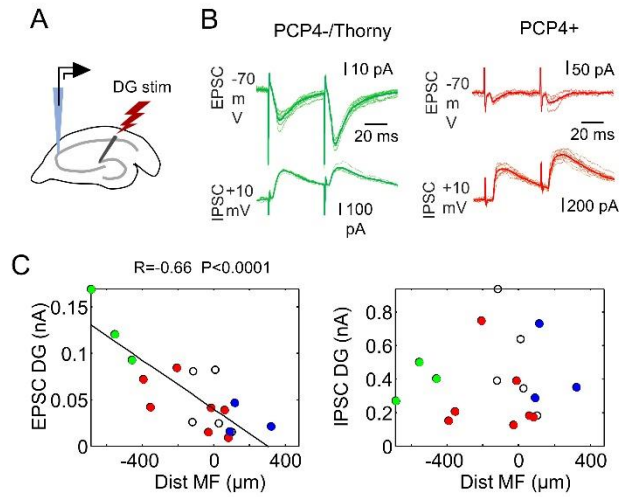 A
DG stim
B
PCP4-/Thorny
PCP4+
EPSC
-70
m
V
10 pA
20 ms
IPSC
+10
mV
100
pA
EPSC
-70
m
V
50 pA
20 ms
IPSC
+10
mV
200 pA
C
R=-0.66 P<0.0001
EPSC DG (nA)
0.15
0.1
0.05
0
-400
0
400
Dist MF (µm)
IPSC DG (nA)
0.8
0.6
0.4
0.2
0
-400
0
400
Dist MF (µm)